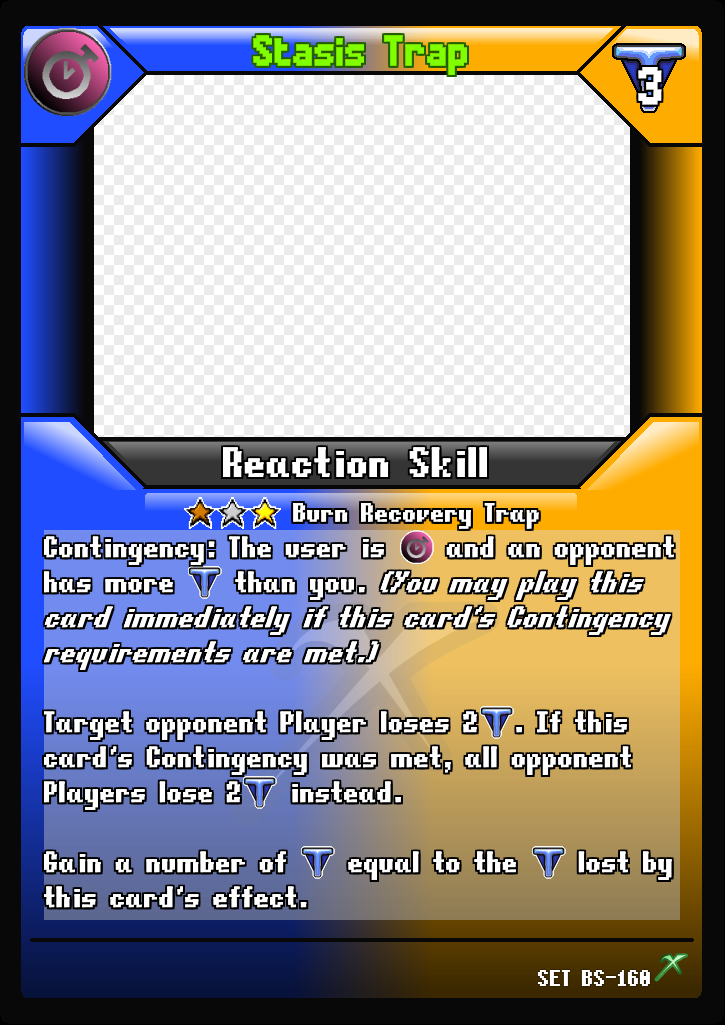 Stasis Trap
3
Reaction Skill
Burn Recovery Trap
Contingency: The user is and an opponent
has more T than you. (You may play this
card immediately if this card's Contingency
requirements are met.)
Target opponent Player loses 2T. If this
card's Contingency was met, all opponent
Players lose 2T instead.
Gain a number of T equal to the T lost by
this card's effect.
SET BS-160